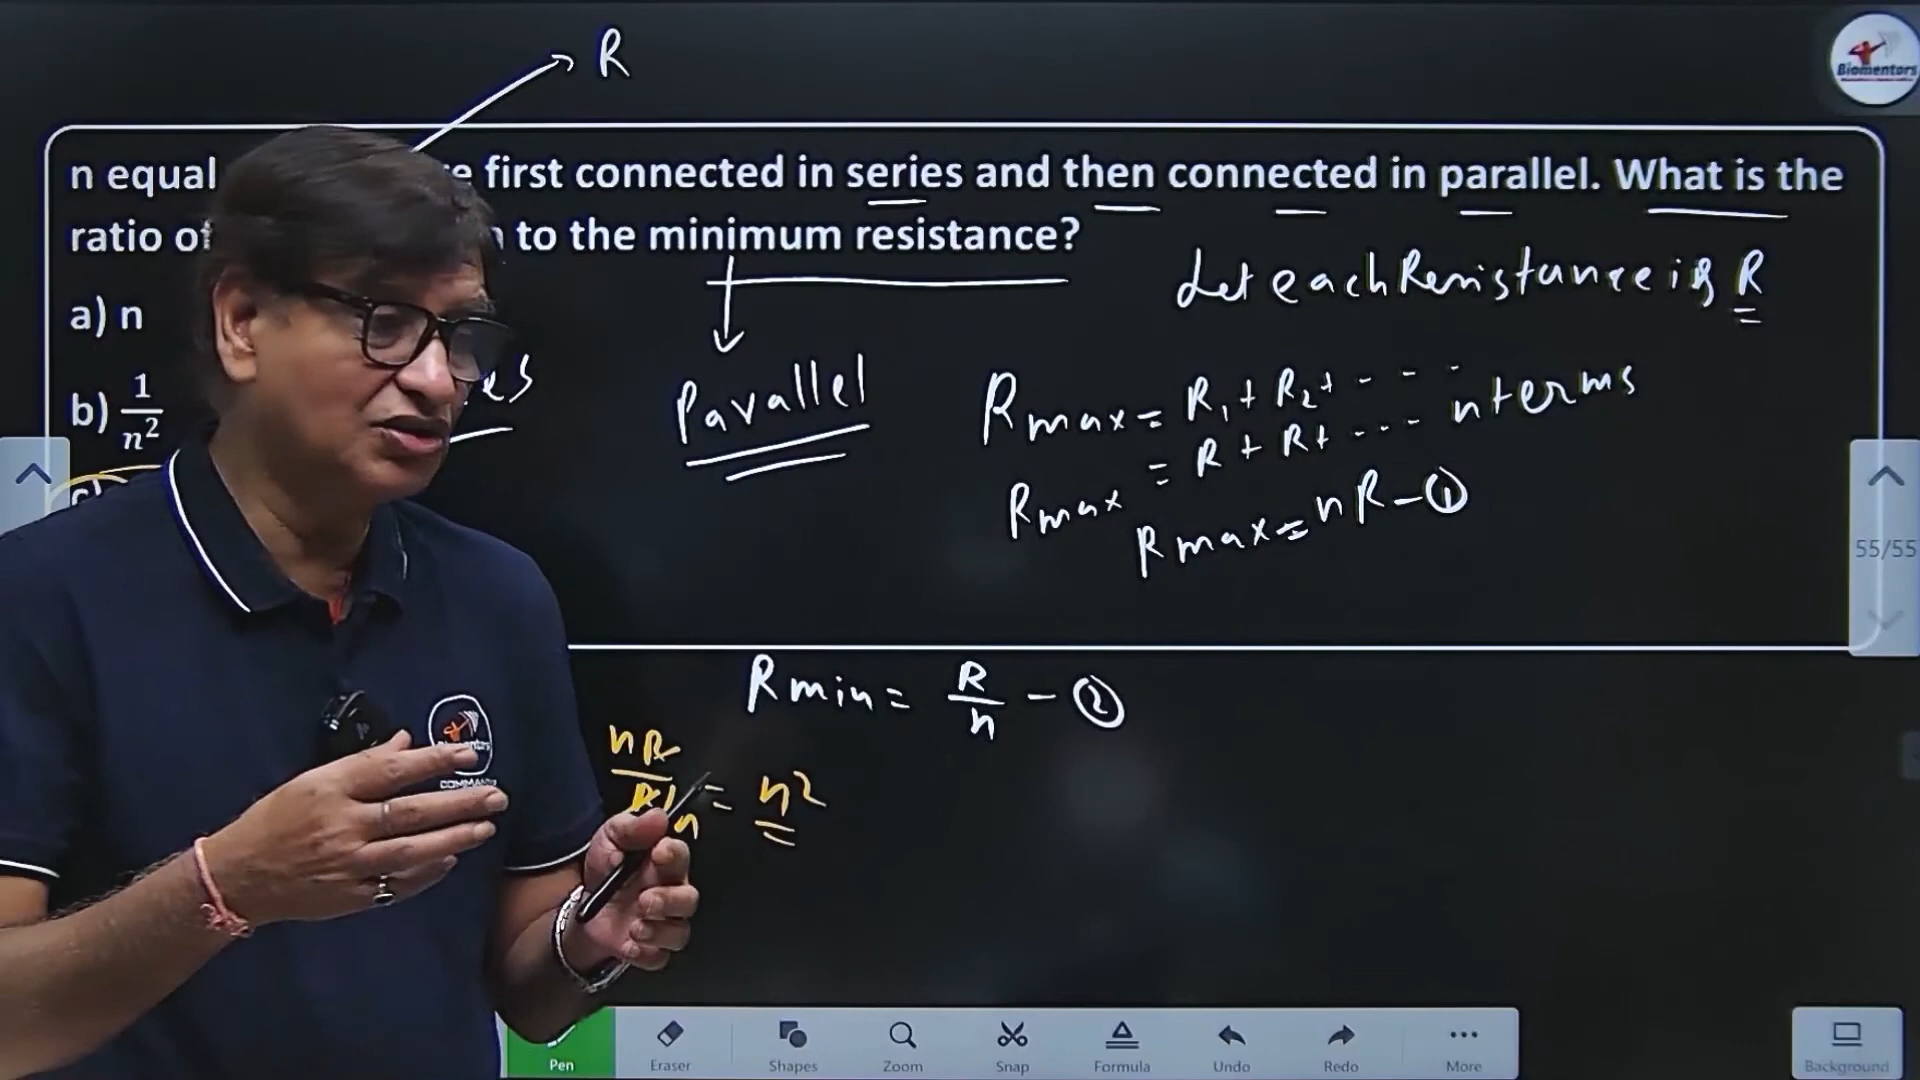 R
Biomentors
n equal first connected in series and then connected in parallel. What is the
ratio of to the minimum resistance?
Let each Resistance is R
a) n
b) 1/n²
c)
es
Parallel
Rmax = R₁ + R₂ + - - - n terms
Rmax = R + R + - - -
Rmax = nR - ①
55/55
Rmin = R/n - ②
nR/R/n = n²
Pen Eraser Shapes Zoom Snap Formula Undo Redo More Background